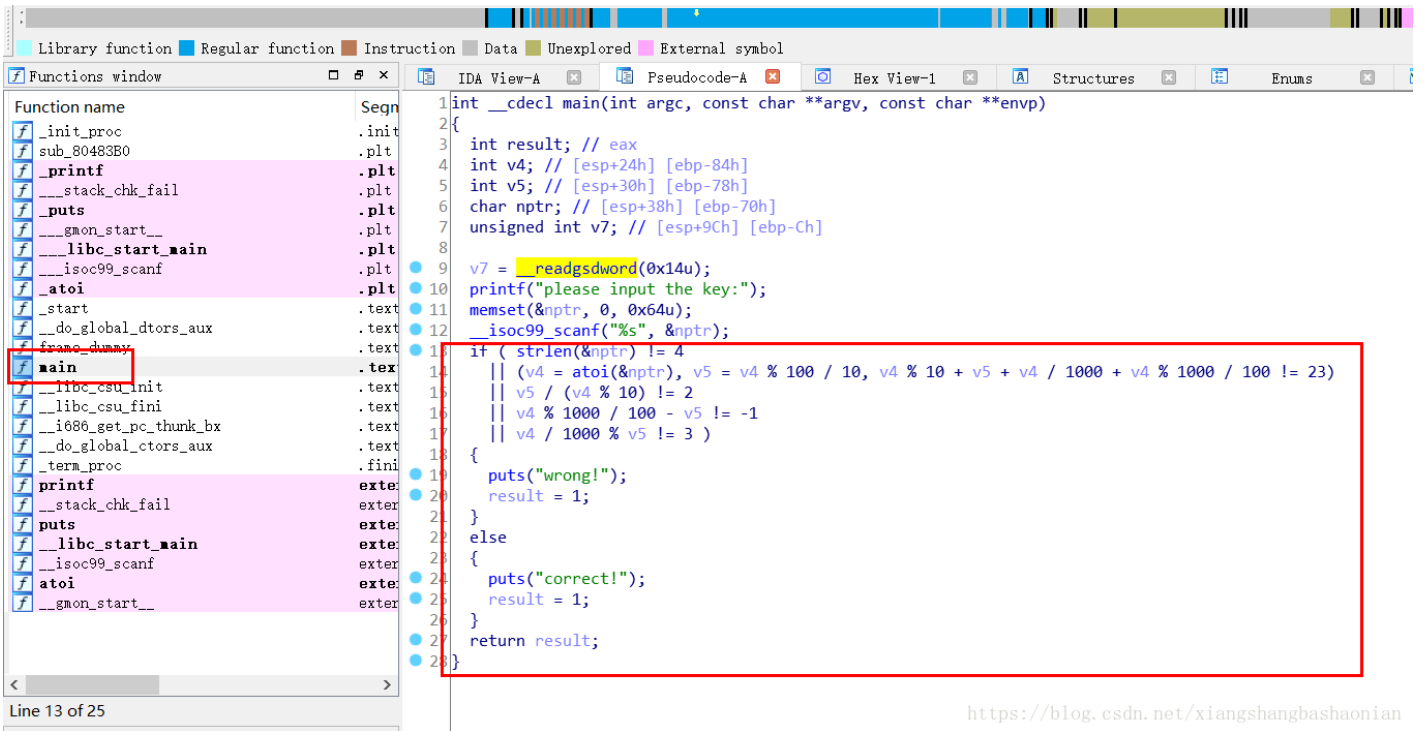 Library function Regular function Instruction Data Unexplored External symbol
Functions window
IDA View-A Pseudocode-A Hex View-1 Structures Enums
Function name Segn
_init_proc .init
sub_80483B0 .plt
_printf .plt
___stack_chk_fail .plt
_puts .plt
___gmon_start__ .plt
___libc_start_main .plt
___isoc99_scanf .plt
_atoi .plt
_start .text
__do_global_dtors_aux .text
frame_dummy .text
main .tex
__libc_csu_init .text
__libc_csu_fini .text
__i686_get_pc_thunk_bx .text
__do_global_ctors_aux .text
_term_proc .fini
printf exte
__stack_chk_fail exter
puts exte
__libc_start_main exte
__isoc99_scanf exter
atoi exte
__gmon_start__ exter
Line 13 of 25
1 int __cdecl main(int argc, const char **argv, const char **envp)
2 {
3 int result; // eax
4 int v4; // [esp+24h] [ebp-84h]
5 int v5; // [esp+30h] [ebp-78h]
6 char nptr; // [esp+38h] [ebp-70h]
7 unsigned int v7; // [esp+9Ch] [ebp-Ch]
8
9 v7 = __readgsdword(0x14u);
10 printf("please input the key:");
11 memset(&nptr, 0, 0x64u);
12 __isoc99_scanf("%s", &nptr);
13 if ( strlen(&nptr) != 4
14 || (v4 = atoi(&nptr), v5 = v4 % 100 / 10, v4 % 10 + v5 + v4 / 1000 + v4 % 1000 / 100 != 23)
15 || v5 / (v4 % 10) != 2
16 || v4 % 1000 / 100 - v5 != -1
17 || v4 / 1000 % v5 != 3 )
18 {
19 puts("wrong!");
20 result = 1;
21 }
22 else
23 {
24 puts("correct!");
25 result = 1;
26 }
27 return result;
28 }
https://blog.csdn.net/xiangshangbashaonian